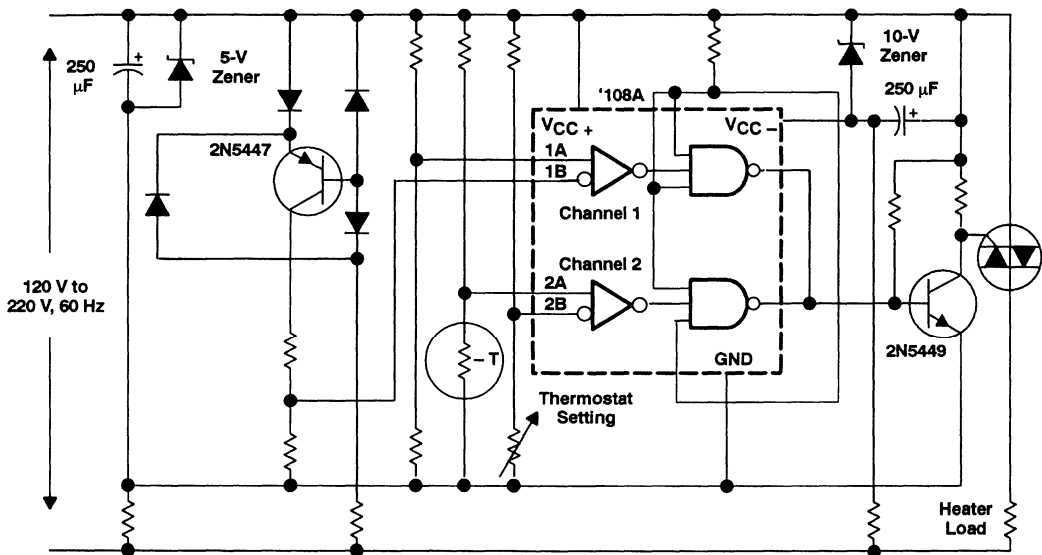 250
μF
+
5-V
Zener
2N5447
120 V to
220 V, 60 Hz
'108A
VCC +
VCC –
1A
1B
Channel 1
Channel 2
2A
2B
GND
– T
Thermostat
Setting
10-V
Zener
250 μF
+
2N5449
Heater
Load